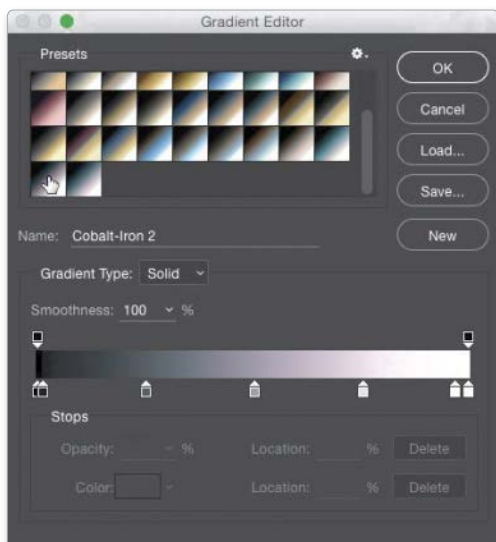 Gradient Editor
Presets
OK
Cancel
Load...
Save...
New
Name: Cobalt-Iron 2
Gradient Type: Solid
Smoothness: 100 %
Stops
Opacity: % Location: % Delete
Color: Location: % Delete